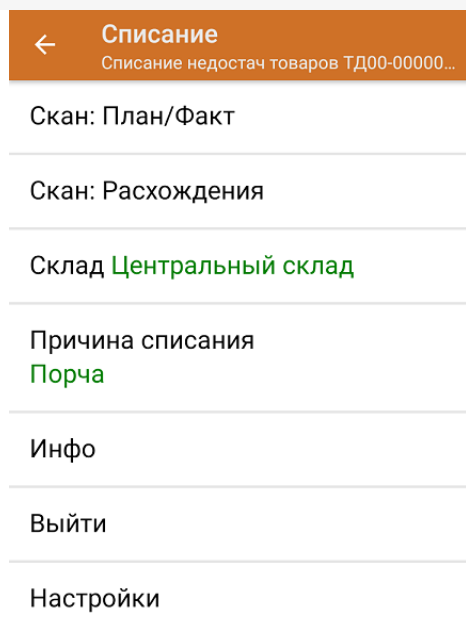 Списание
Списание недостач товаров ТД00-00000...
Скан: План/Факт
Скан: Расхождения
Склад Центральный склад
Причина списания
Порча
Инфо
Выйти
Настройки